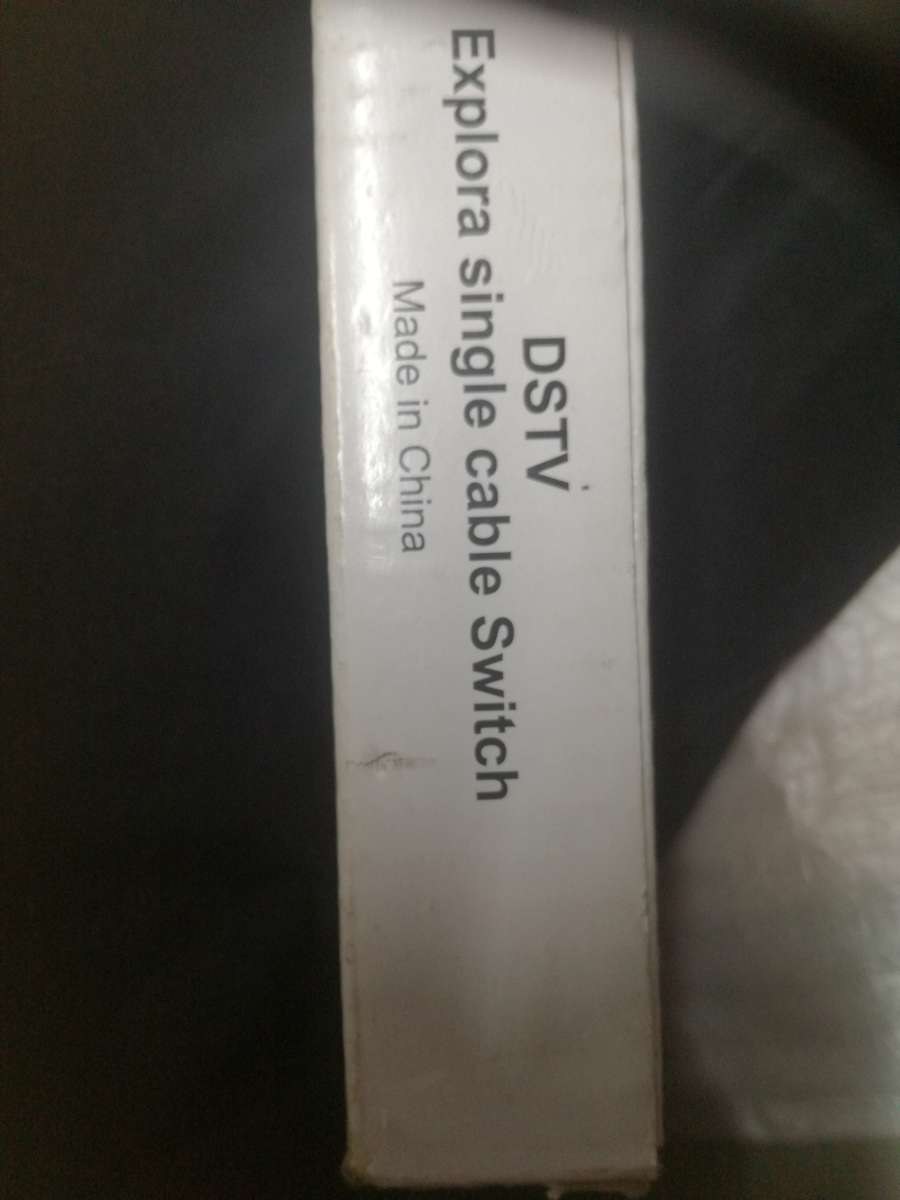 DSTV
Explora single cable Switch
Made in China